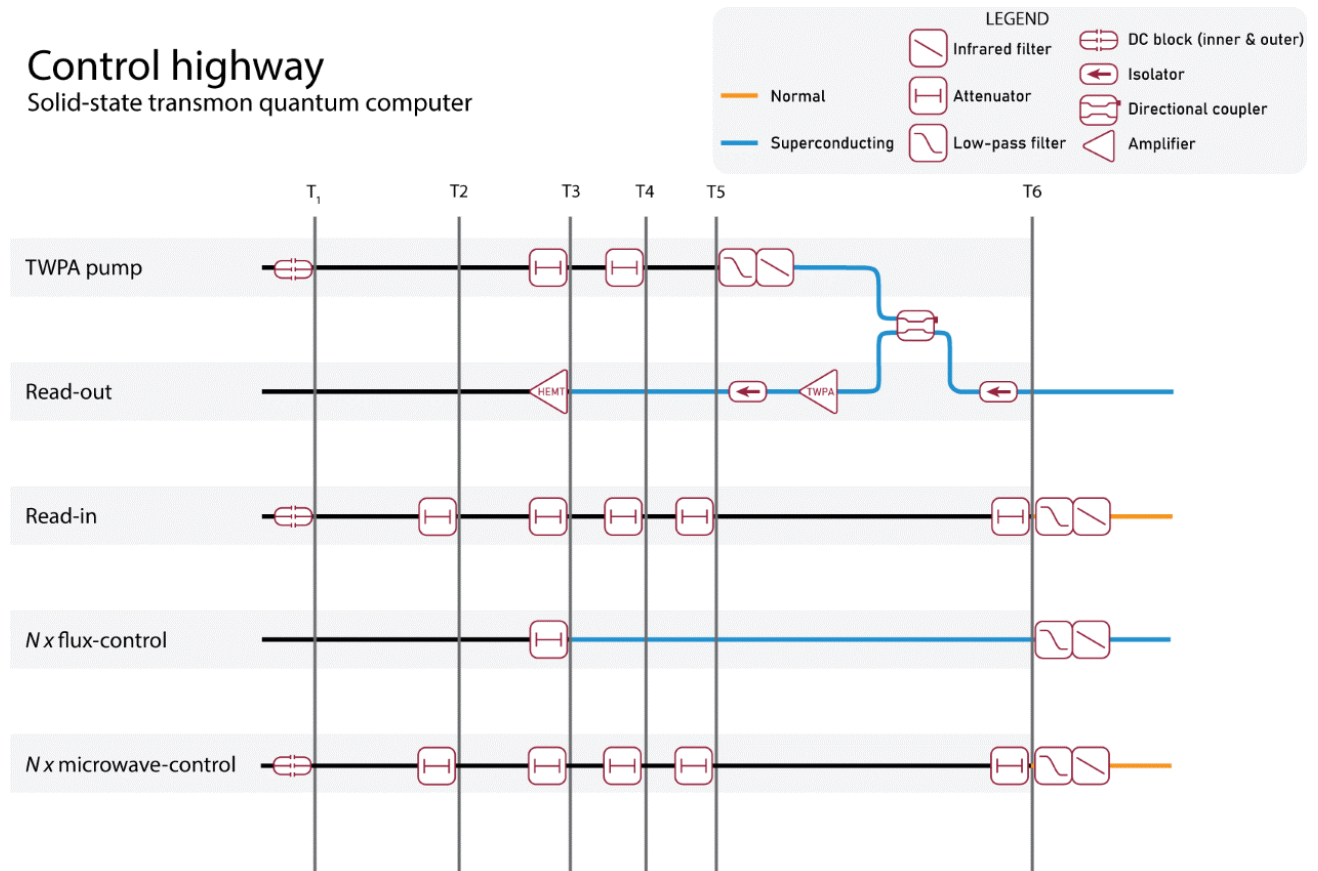 Control highway
Solid-state transmon quantum computer
LEGEND
Normal
Superconducting
Infrared filter
Attenuator
Low-pass filter
DC block (inner & outer)
Isolator
Directional coupler
Amplifier
T1 T2 T3 T4 T5 T6
TWPA pump
Read-out HEMT TWPA
Read-in
N x flux-control
N x microwave-control